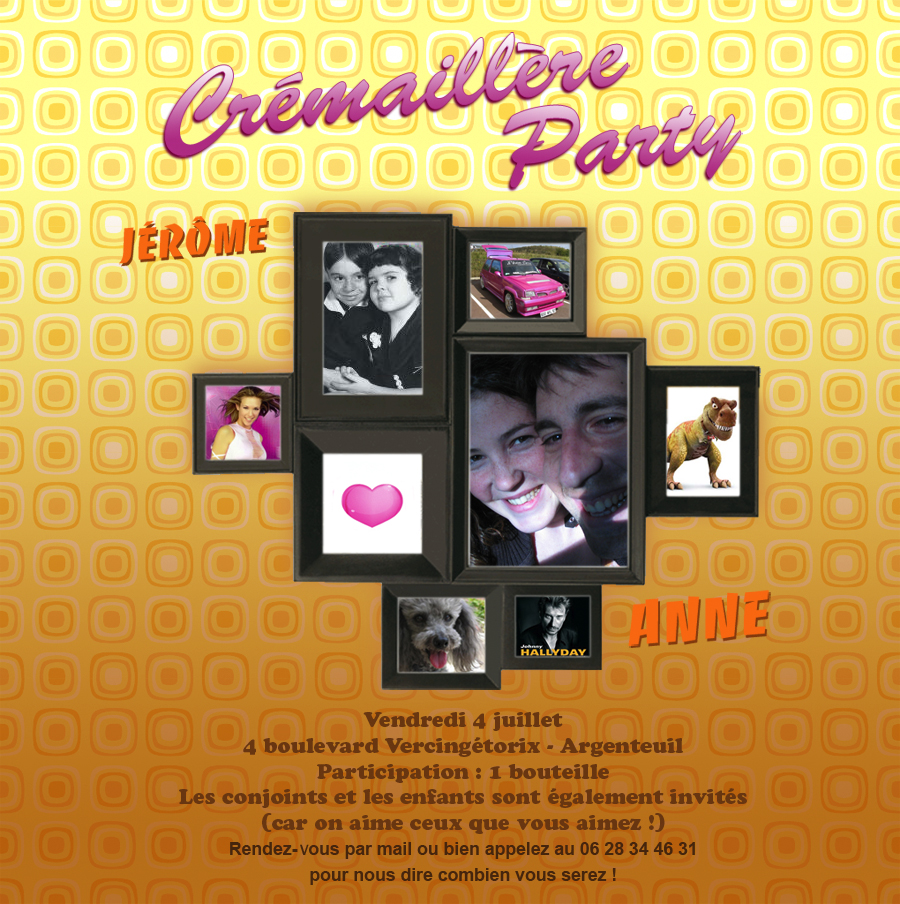 Crémaillère
Party
JÉRÔME
Johnny
HALLYDAY
ANNE
Vendredi 4 juillet
4 boulevard Vercingétorix - Argenteuil
Participation : 1 bouteille
Les conjoints et les enfants sont également invités
(car on aime ceux que vous aimez !)
Rendez-vous par mail ou bien appelez au 06 28 34 46 31
pour nous dire combien vous serez !